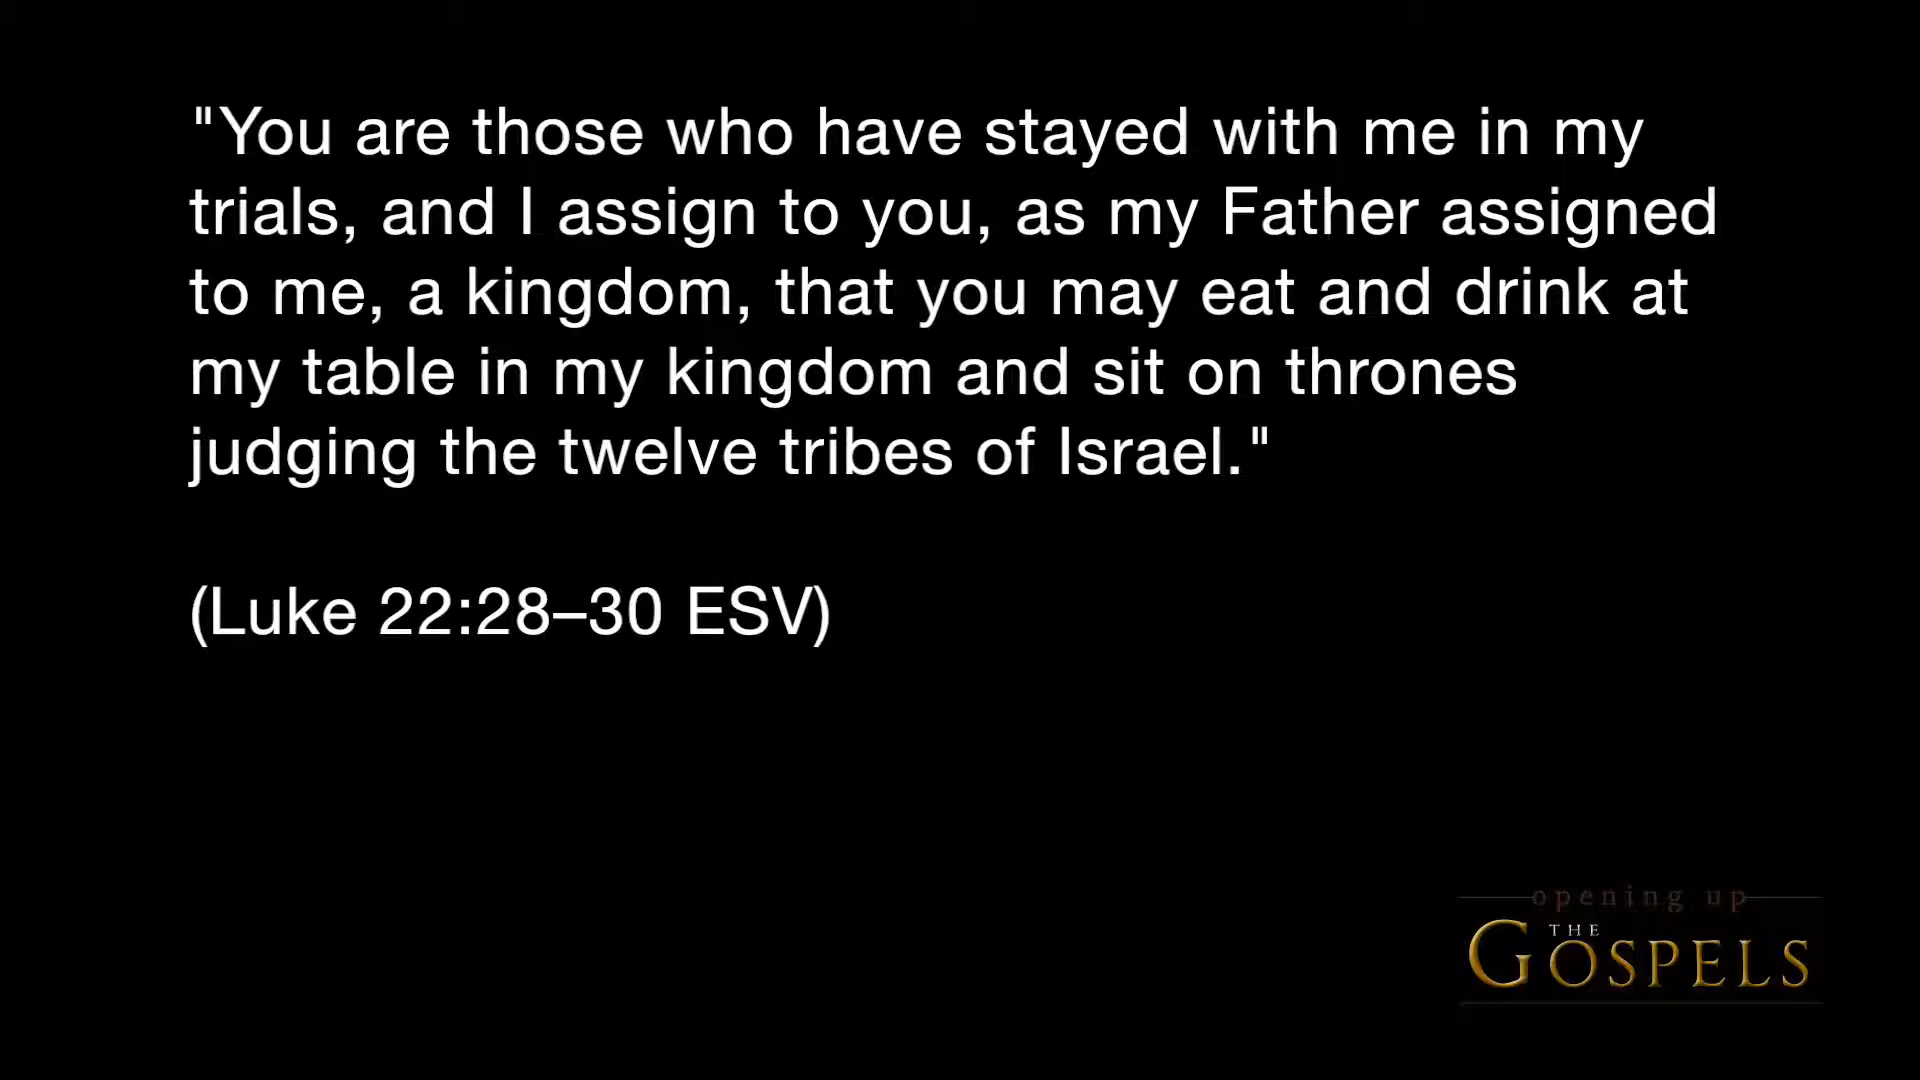 "You are those who have stayed with me in my
trials, and I assign to you, as my Father assigned
to me, a kingdom, that you may eat and drink at
my table in my kingdom and sit on thrones
judging the twelve tribes of Israel."
(Luke 22:28–30 ESV)
opening up
THE
GOSPELS